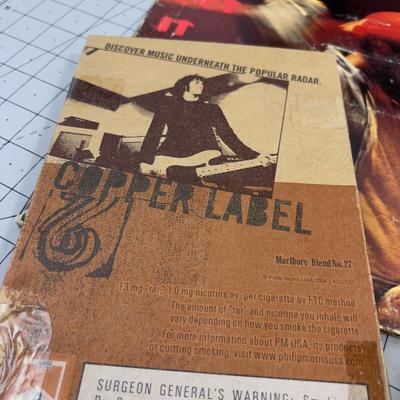 IT
DISCOVER MUSIC UNDERNEATH THE POPULAR RADAR.
COPPER LABEL
Marlboro Blend No. 27
© Philip Morris USA 2004
13 mg "tar," 1.0 mg nicotine av. per cigarette by FTC method.
The amount of "tar" and nicotine you inhale will
vary depending on how you smoke the cigarette.
For more information about PM USA, its products
or quitting smoking, visit www.philipmorrisusa.com
SURGEON GENERAL'S WARNING: